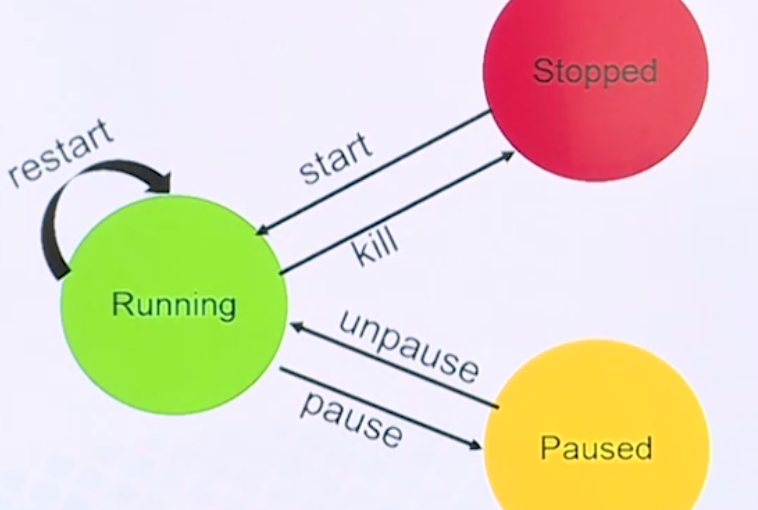 Stopped
restart
start
kill
Running
unpause
pause
Paused